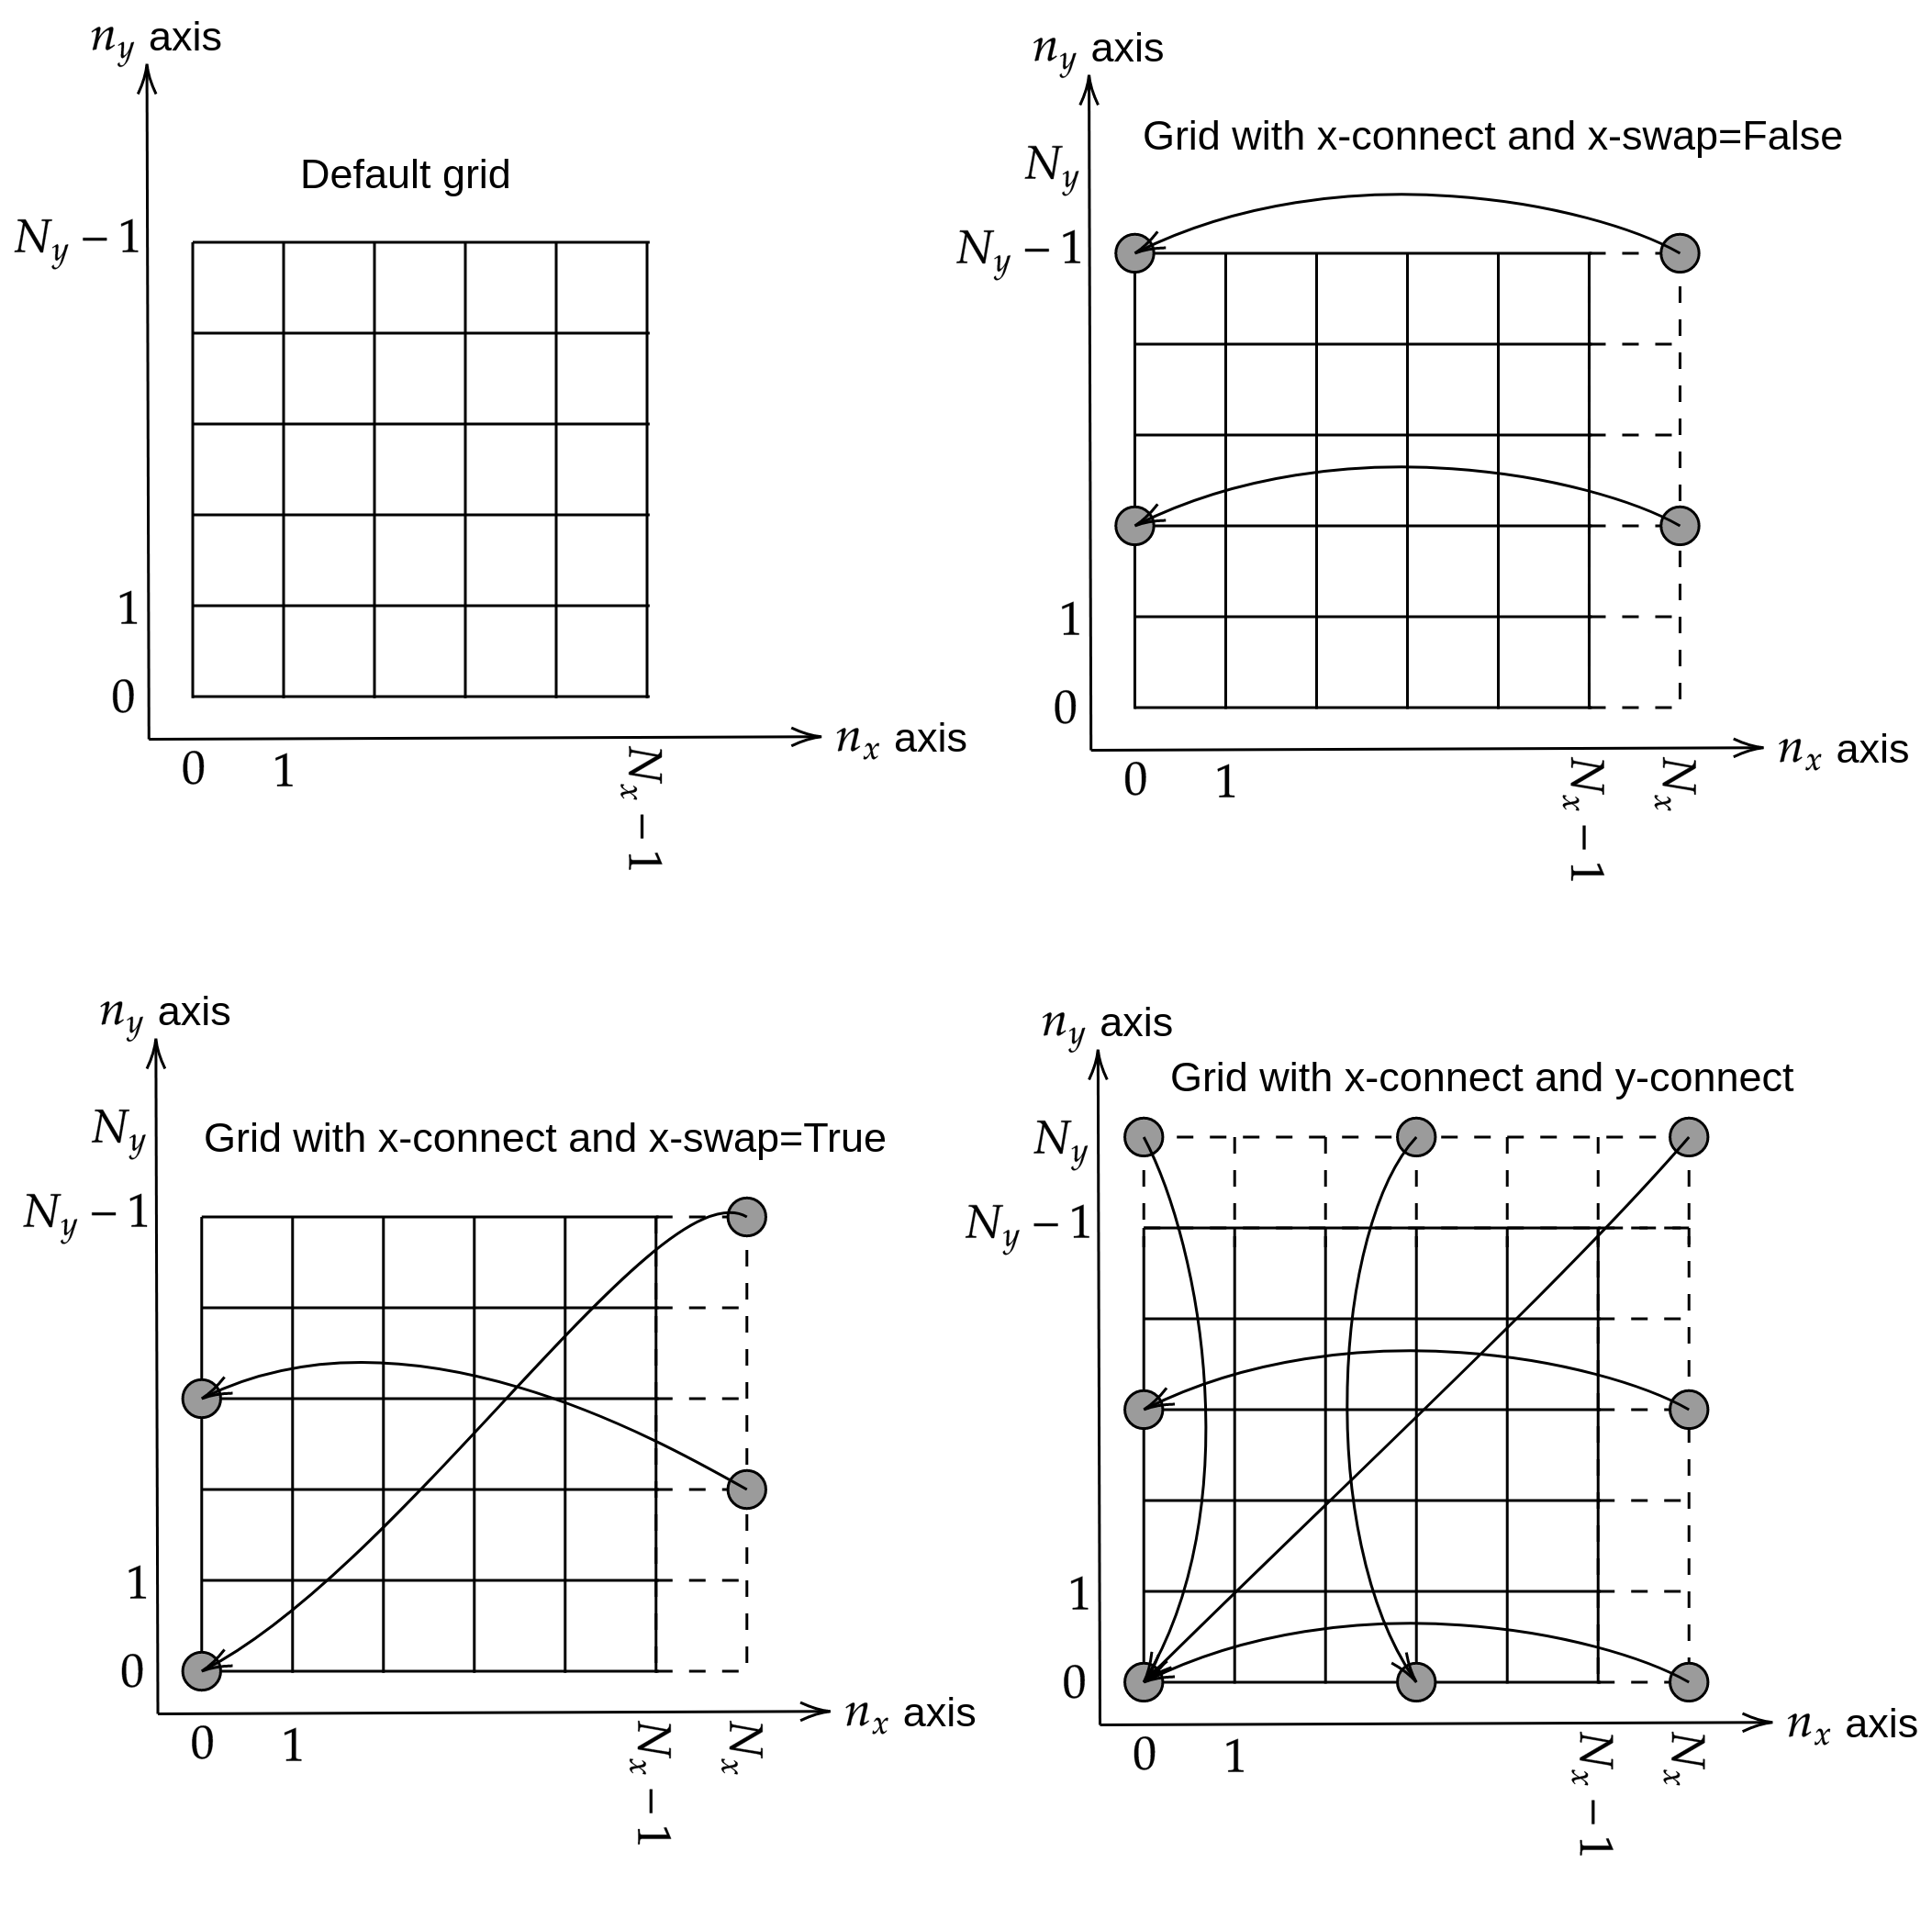 n_y axis
Default grid
N_y − 1
1
0
n_x axis
0 1 N_x − 1
n_y axis
Grid with x-connect and x-swap=False
N_y
N_y − 1
1
0
n_x axis
0 1 N_x − 1 N_x
n_y axis
N_y
Grid with x-connect and x-swap=True
N_y − 1
1
0
n_x axis
0 1 N_x − 1 N_x
n_y axis
Grid with x-connect and y-connect
N_y
N_y − 1
1
0
n_x axis
0 1 N_x − 1 N_x